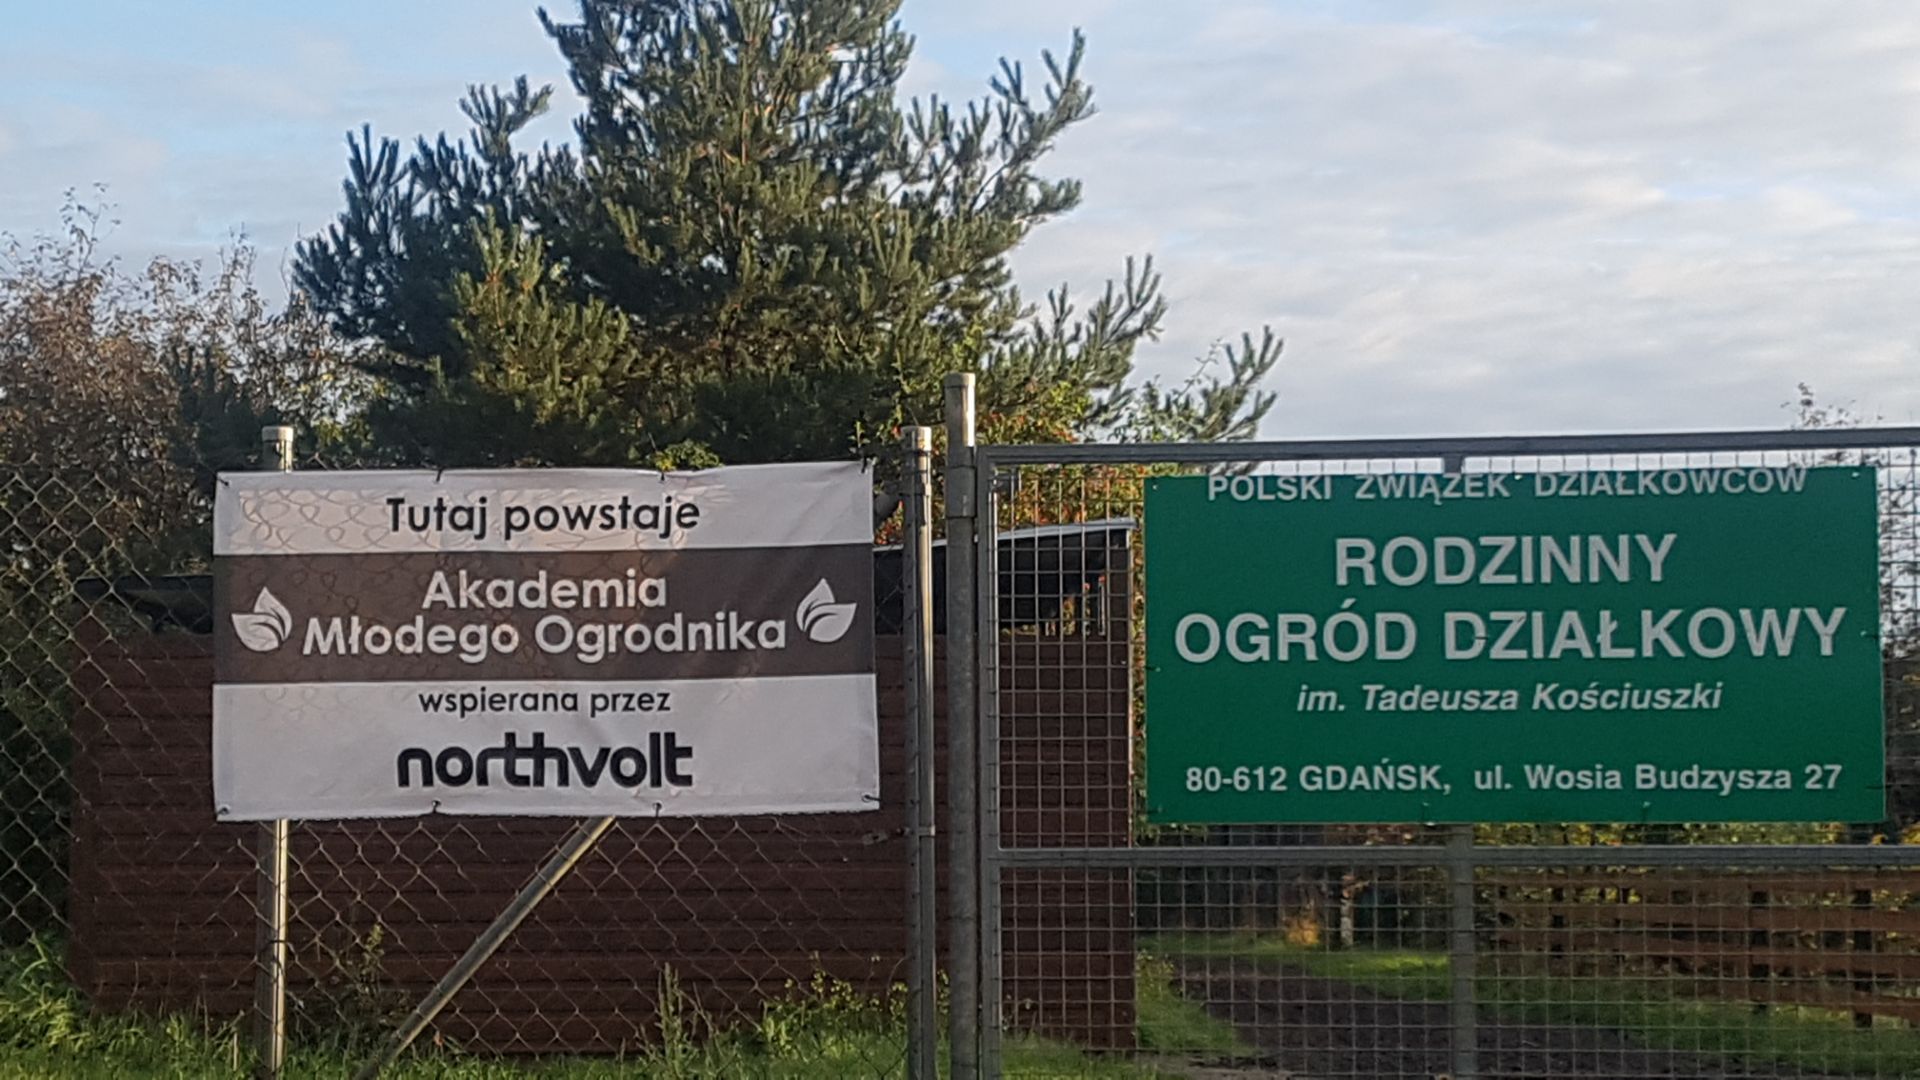 Tutaj powstaje
Akademia
Młodego Ogrodnika
wspierana przez
northvolt
POLSKI ZWIĄZEK DZIAŁKOWCÓW
RODZINNY
OGRÓD DZIAŁKOWY
im. Tadeusza Kościuszki
80-612 GDAŃSK, ul. Wosia Budzysza 27